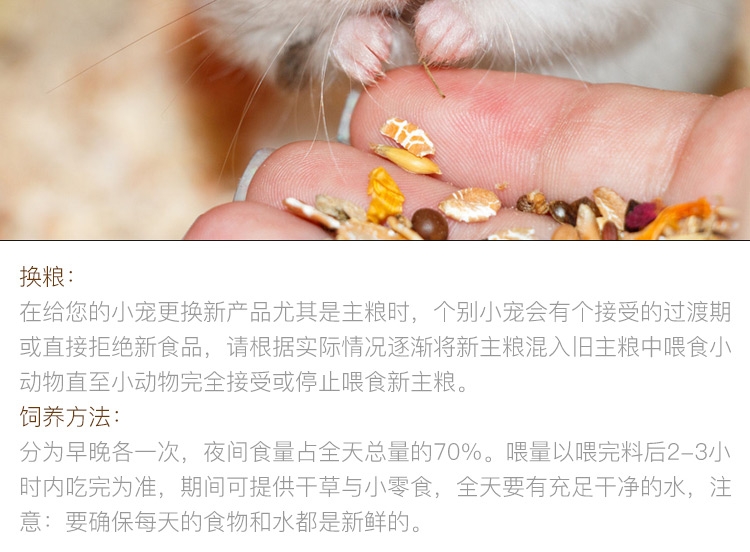 换粮：
在给您的小宠更换新产品尤其是主粮时，个别小宠会有个接受的过渡期
或直接拒绝新食品，请根据实际情况逐渐将新主粮混入旧主粮中喂食小
动物直至小动物完全接受或停止喂食新主粮。
饲养方法：
分为早晚各一次，夜间食量占全天总量的70%。喂量以喂完料后2-3小
时内吃完为准，期间可提供干草与小零食，全天要有充足干净的水，注
意：要确保每天的食物和水都是新鲜的。